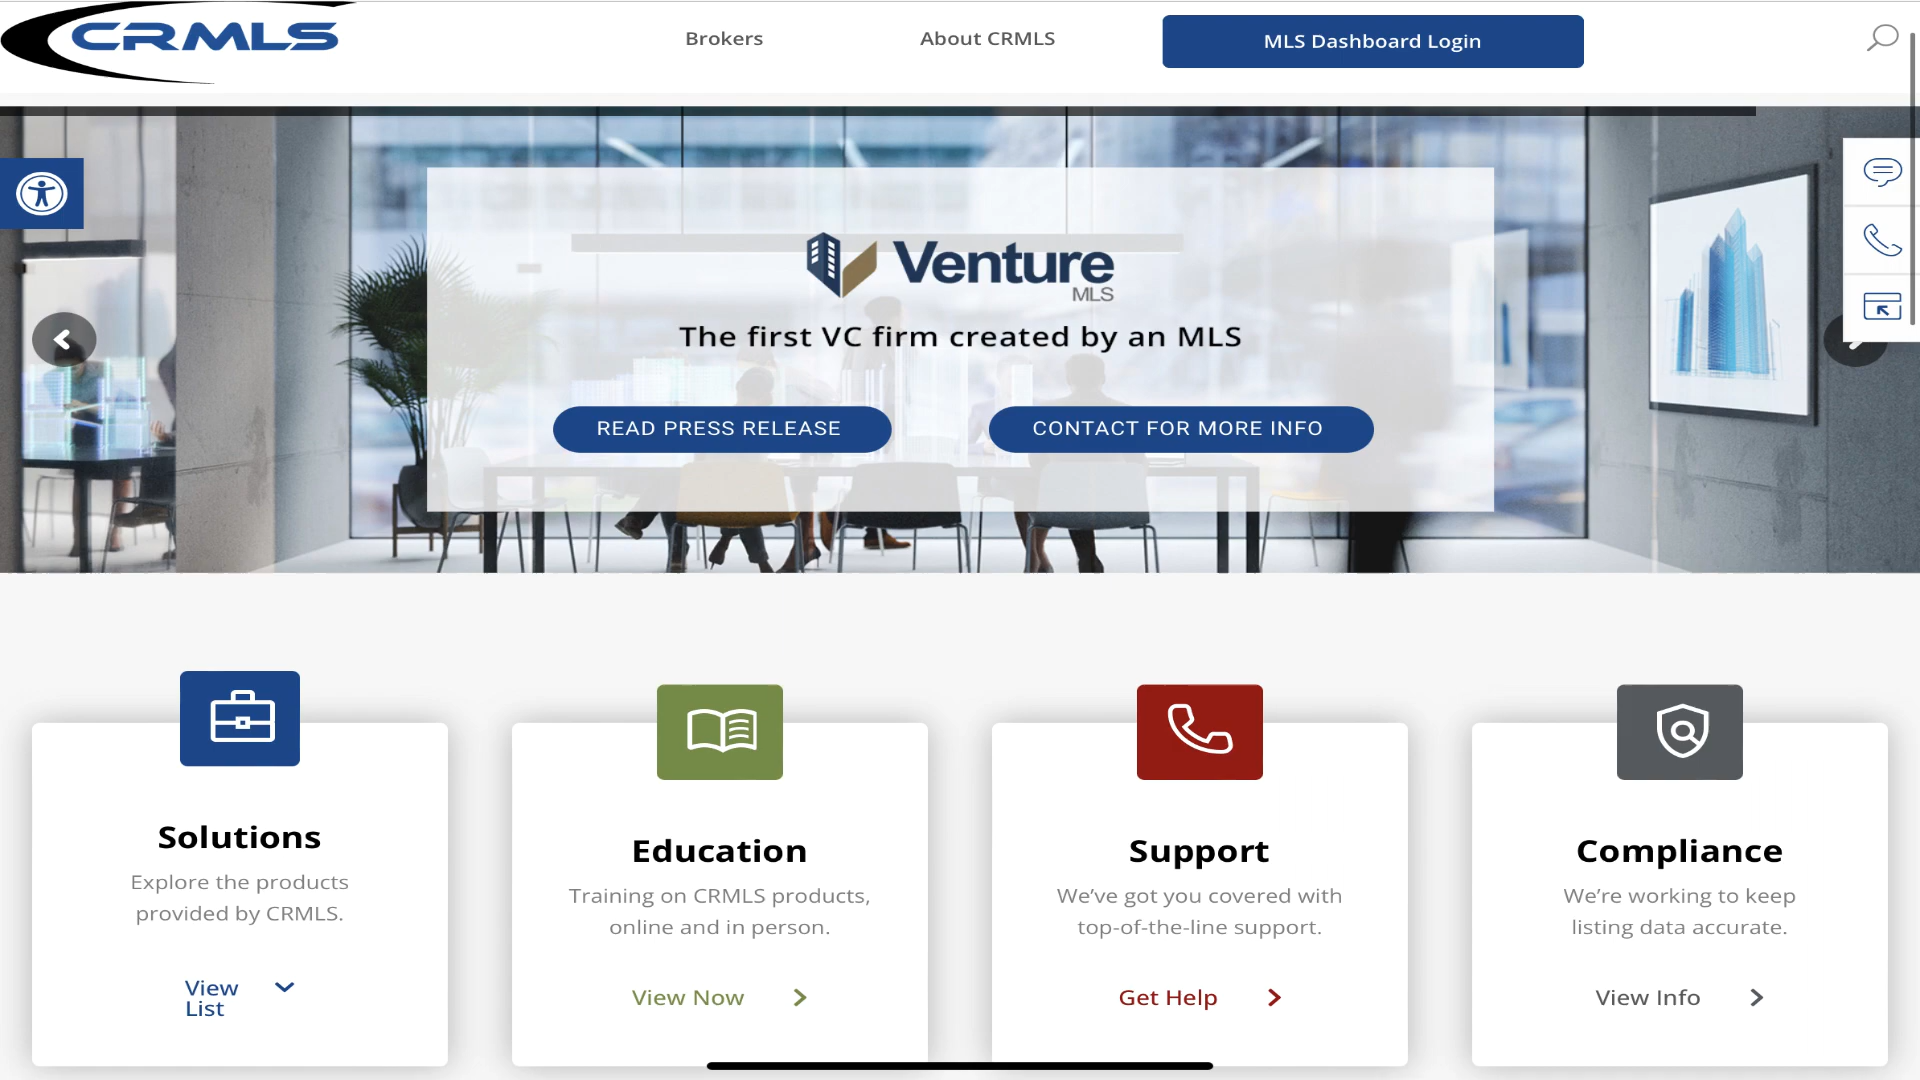 CRMLS
Brokers
About CRMLS
MLS Dashboard Login
Venture
MLS
The first VC firm created by an MLS
READ PRESS RELEASE
CONTACT FOR MORE INFO
Solutions
Explore the products
provided by CRMLS.
View
List
Education
Training on CRMLS products,
online and in person.
View Now
Support
We’ve got you covered with
top-of-the-line support.
Get Help
Compliance
We’re working to keep
listing data accurate.
View Info